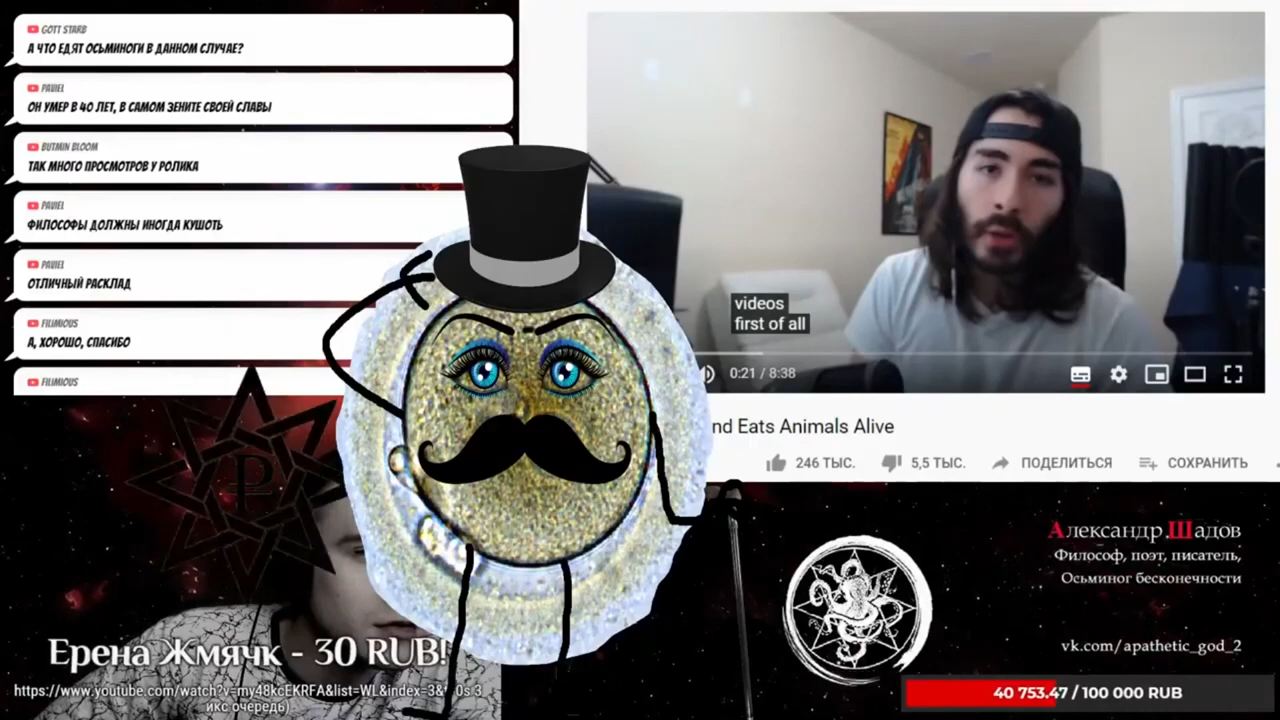 GOTT STARB
А ЧТО ЕДЯТ ОСЬМИНОГИ В ДАННОМ СЛУЧАЕ?
PAVIEL
ОН УМЕР В 40 ЛЕТ, В САМОМ ЗЕНИТЕ СВОЕЙ СЛАВЫ
BUTMIN BLOOM
ТАК МНОГО ПРОСМОТРОВ У РОЛИКА
PAVIEL
ФИЛОСОФЫ ДОЛЖНЫ ИНОГДА КУШОТЬ
PAVIEL
ОТЛИЧНЫЙ РАСКЛАД
FILIMIOUS
А, ХОРОШО, СПАСИБО
FILIMIOUS
videos
first of all
0:21 / 8:38
nd Eats Animals Alive
246 ТЫС.
5,5 ТЫС.
ПОДЕЛИТЬСЯ
СОХРАНИТЬ
Александр Шадов
Философ, поэт, писатель,
Осьминог бесконечности
vk.com/apathetic_god_2
40 753.47 / 100 000 RUB
Ерена Жмячк - 30 RUB!
https://www.youtube.com/watch?v=my48kcEKRFA&list=WL&index=3&
икс очередь)